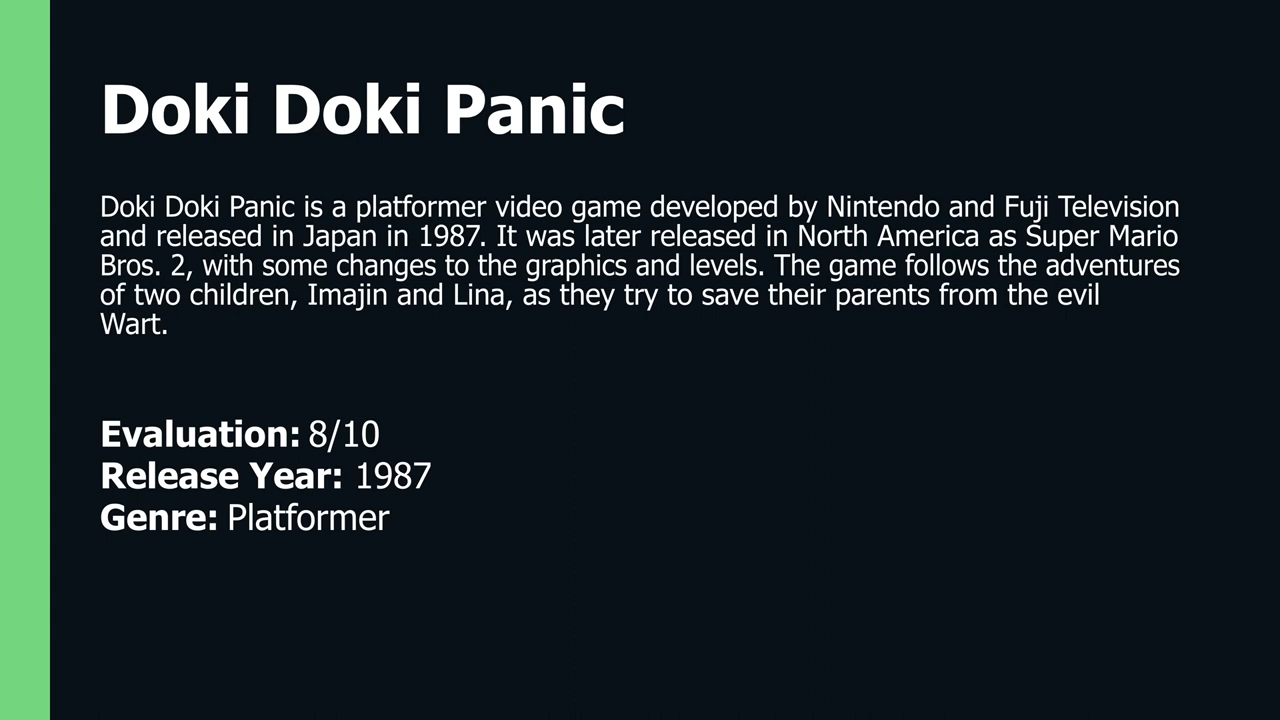 Doki Doki Panic
Doki Doki Panic is a platformer video game developed by Nintendo and Fuji Television
and released in Japan in 1987. It was later released in North America as Super Mario
Bros. 2, with some changes to the graphics and levels. The game follows the adventures
of two children, Imajin and Lina, as they try to save their parents from the evil
Wart.
Evaluation: 8/10
Release Year: 1987
Genre: Platformer